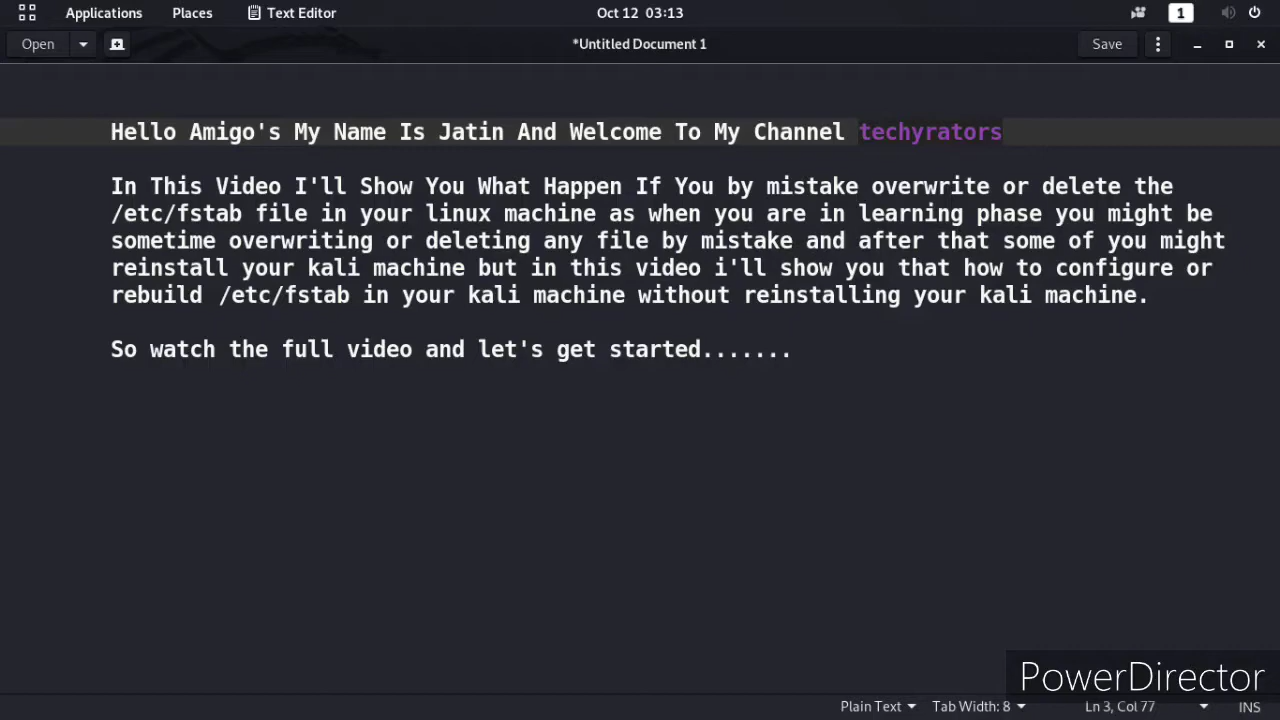 Applications Places Text Editor Oct 12 03:13 1
Open *Untitled Document 1 Save
Hello Amigo's My Name Is Jatin And Welcome To My Channel techyrators
In This Video I'll Show You What Happen If You by mistake overwrite or delete the
/etc/fstab file in your linux machine as when you are in learning phase you might be
sometime overwriting or deleting any file by mistake and after that some of you might
reinstall your kali machine but in this video i'll show you that how to configure or
rebuild /etc/fstab in your kali machine without reinstalling your kali machine.
So watch the full video and let's get started.......
PowerDirector
Plain Text Tab Width: 8 Ln 3, Col 77 INS